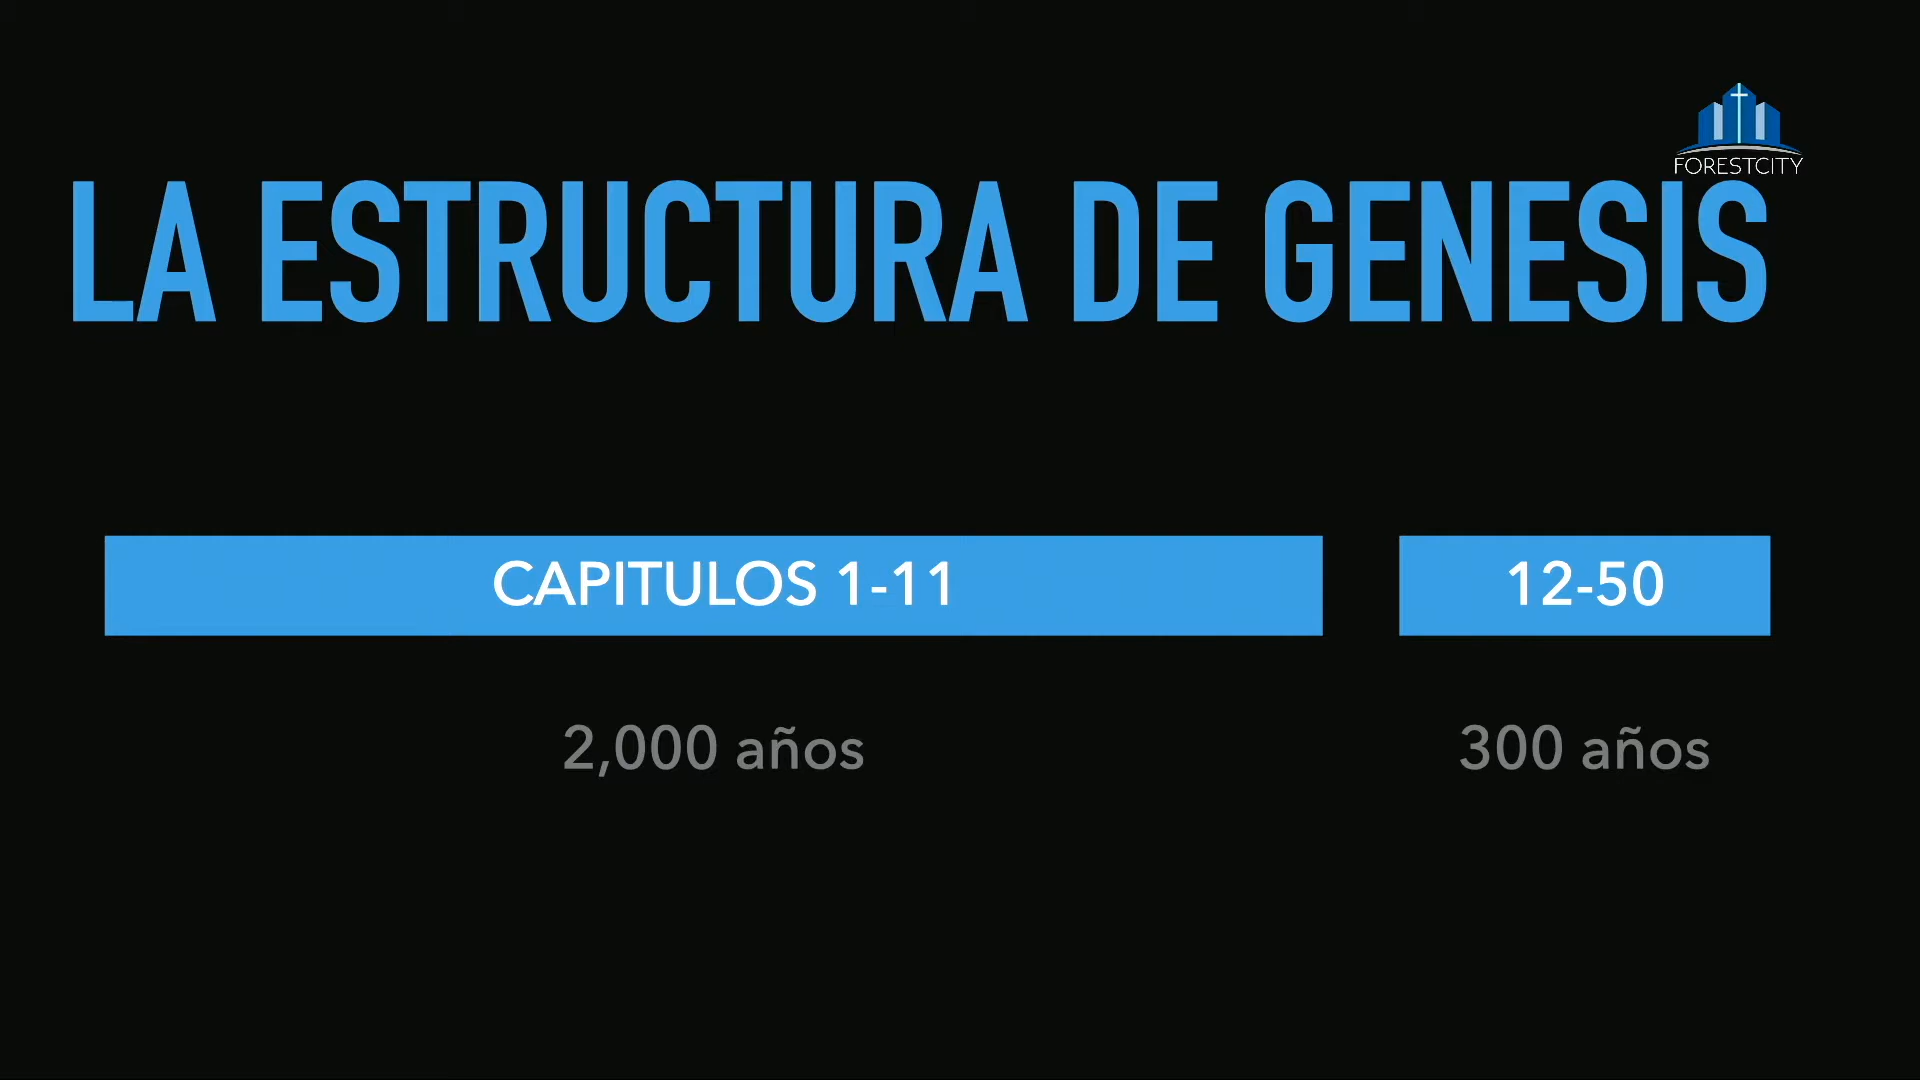 FORESTCITY
LA ESTRUCTURA DE GENESIS
CAPITULOS 1-11
12-50
2,000 años
300 años